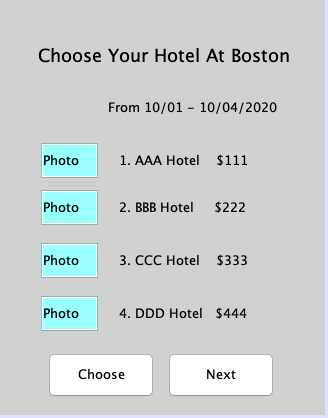 Choose Your Hotel At Boston
From 10/01 - 10/04/2020
Photo 1. AAA Hotel $111
Photo 2. BBB Hotel $222
Photo 3. CCC Hotel $333
Photo 4. DDD Hotel $444
Choose Next